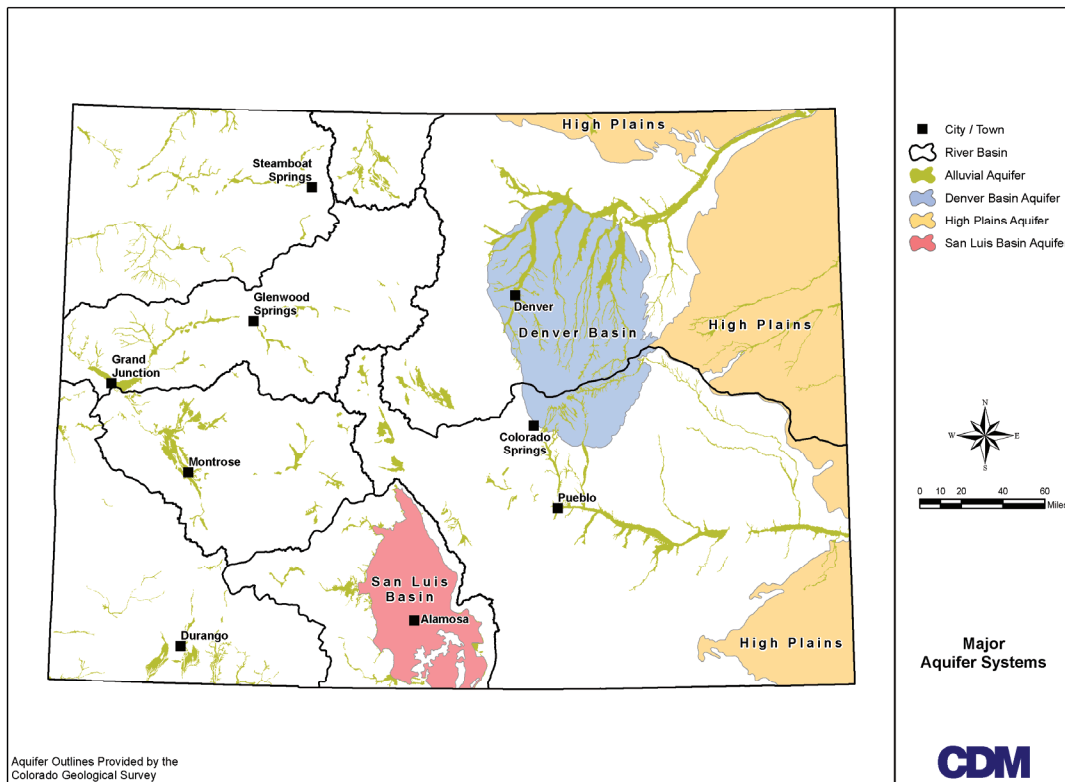 High Plains
Steamboat
Springs
Glenwood
Springs
Denver
Denver Basin
High Plains
Grand
Junction
Colorado
Springs
Montrose
Pueblo
San Luis
Basin
Alamosa
Durango
High Plains
City / Town
River Basin
Alluvial Aquifer
Denver Basin Aquifer
High Plains Aquifer
San Luis Basin Aquifer
N
W E
S
0 10 20 40 60
Miles
Major
Aquifer Systems
Aquifer Outlines Provided by the
Colorado Geological Survey
CDM